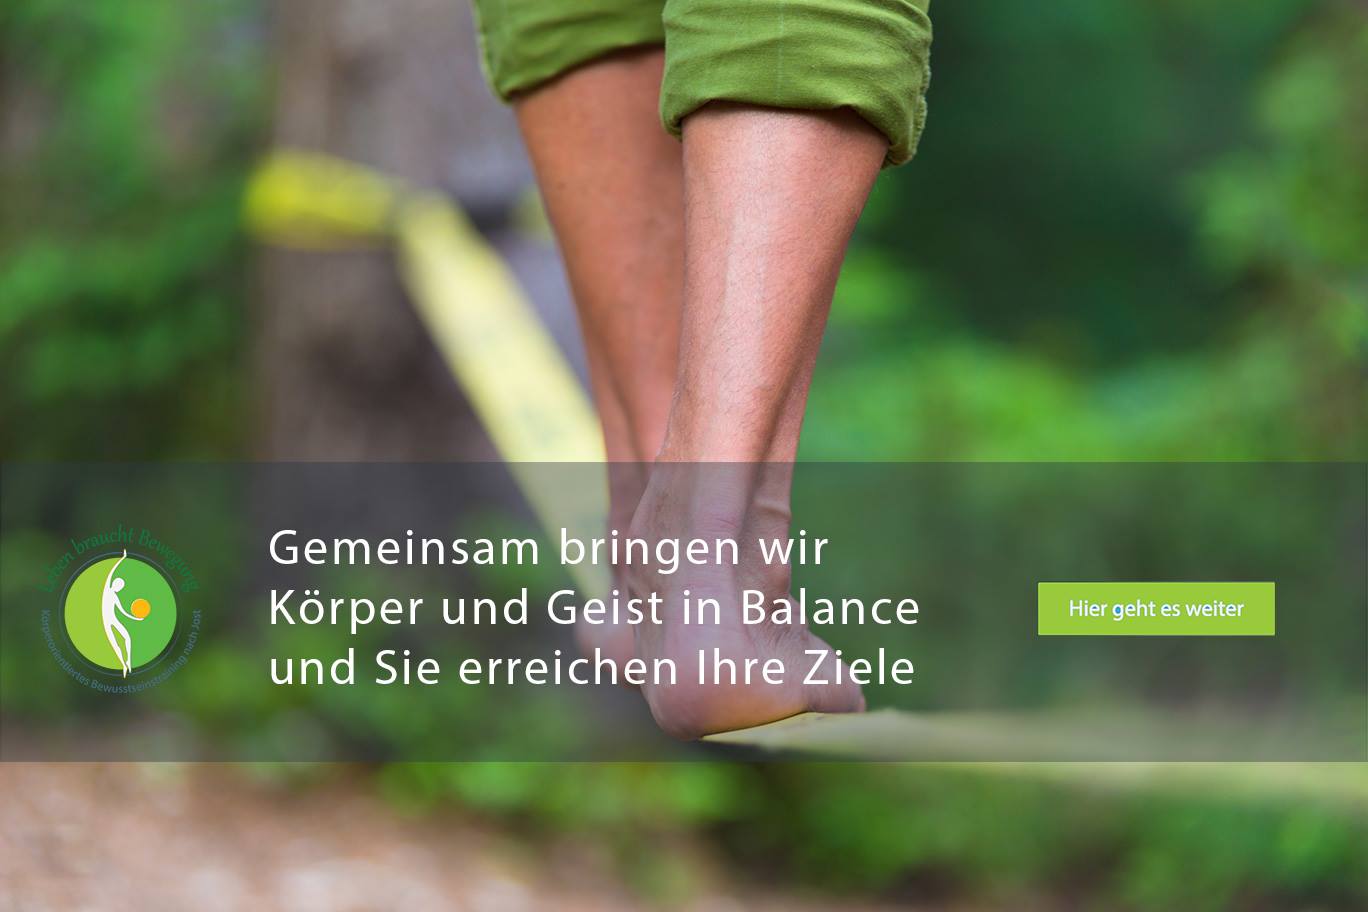 Leben braucht Bewegung
Körperorientiertes Bewusstseinstraining nach Jost
Gemeinsam bringen wir
Körper und Geist in Balance
und Sie erreichen Ihre Ziele
Hier geht es weiter